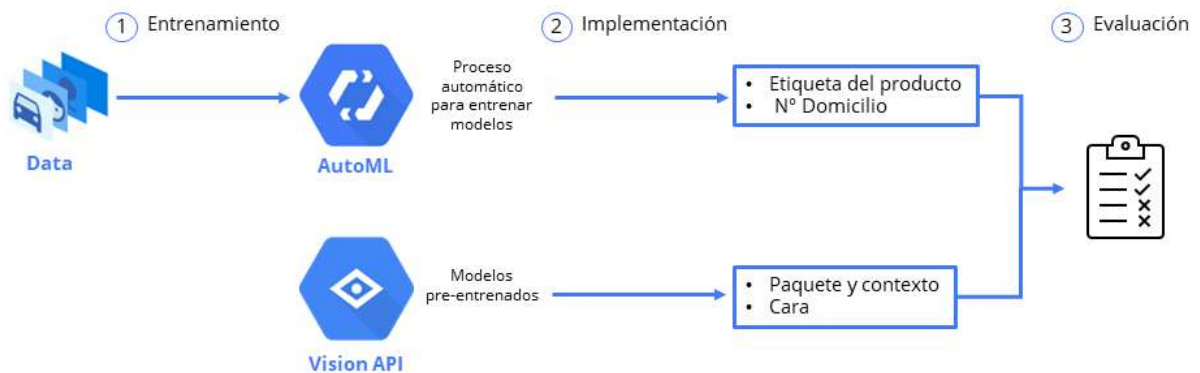 1 Entrenamiento
2 Implementación
3 Evaluación
Data
AutoML
Proceso
automático
para entrenar
modelos
• Etiqueta del producto
• Nº Domicilio
Vision API
Modelos
pre-entrenados
• Paquete y contexto
• Cara